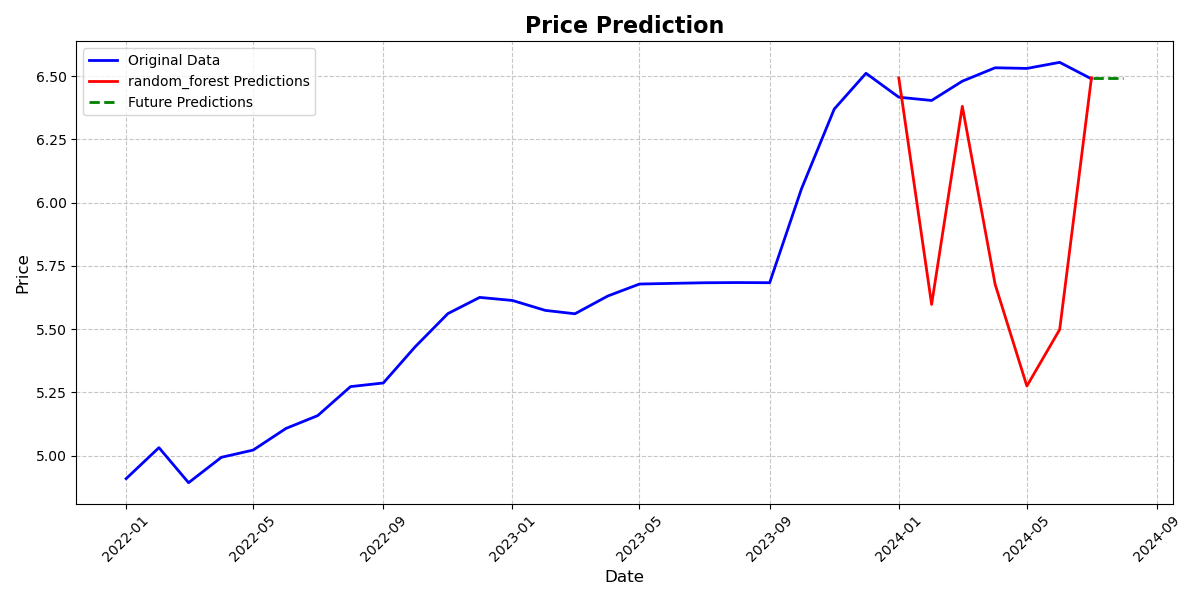 Price Prediction
Original Data
random_forest Predictions
Future Predictions
Price
6.50
6.25
6.00
5.75
5.50
5.25
5.00
2022-01
2022-05
2022-09
2023-01
2023-05
2023-09
2024-01
2024-05
2024-09
Date